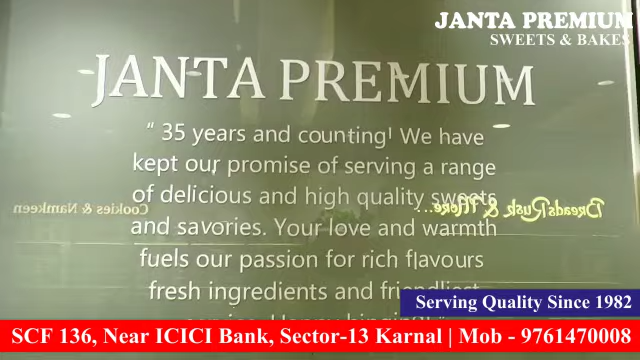 JANTA PREMIUM
SWEETS & BAKES
JANTA PREMIUM
“ 35 years and counting! We have
kept our promise of serving a range
of delicious and high quality sweets
Cookies & Namkeen
Breads Rusk & More...
and savories. Your love and warmth
fuels our passion for rich flavours
fresh ingredients and friendliest
Serving Quality Since 1982
SCF 136, Near ICICI Bank, Sector-13 Karnal | Mob - 9761470008